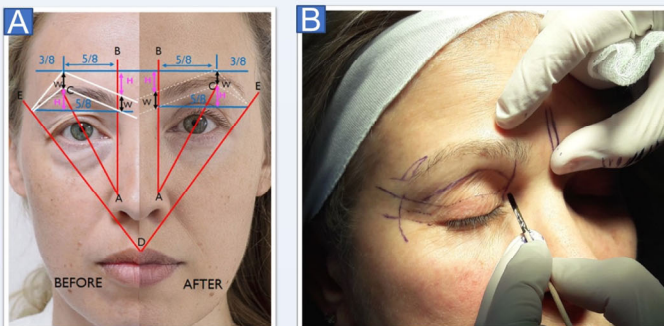 A
B
3/8 5/8 B B 5/8 3/8
H H
W C C W
E H W W H E
5/8 5/8
A A
D
BEFORE AFTER